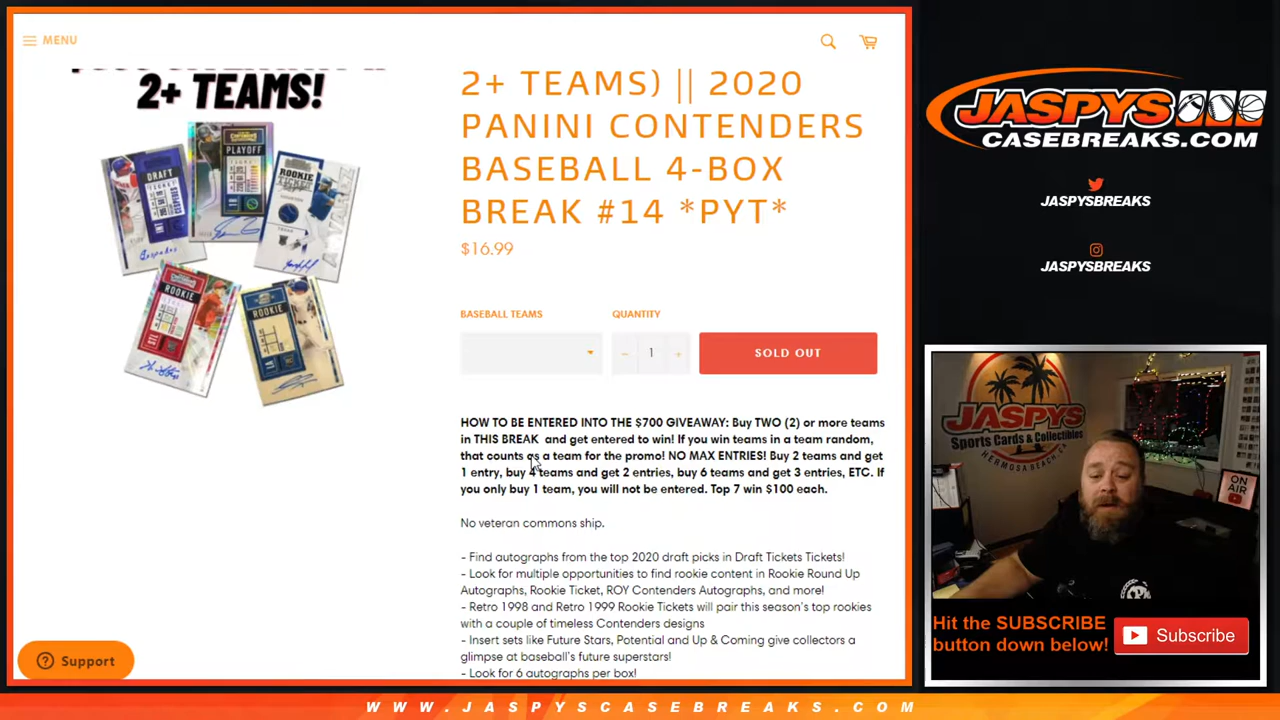 MENU
2+ TEAMS!
DRAFT
PLAYOFF
ROOKIE
TICKET
ROOKIE
ROOKIE
2+ TEAMS) || 2020
PANINI CONTENDERS
BASEBALL 4-BOX
BREAK #14 *PYT*
$16.99
BASEBALL TEAMS
QUANTITY
− 1 +
SOLD OUT
HOW TO BE ENTERED INTO THE $700 GIVEAWAY: Buy TWO (2) or more teams
in THIS BREAK and get entered to win! If you win teams in a team random,
that counts as a team for the promo! NO MAX ENTRIES! Buy 2 teams and get
1 entry, buy 4 teams and get 2 entries, buy 6 teams and get 3 entries, ETC. If
you only buy 1 team, you will not be entered. Top 7 win $100 each.
No veteran commons ship.
- Find autographs from the top 2020 draft picks in Draft Tickets Tickets!
- Look for multiple opportunities to find rookie content in Rookie Round Up
Autographs, Rookie Ticket, ROY Contenders Autographs, and more!
- Retro 1998 and Retro 1999 Rookie Tickets will pair this season's top rookies
with a couple of timeless Contenders designs
- Insert sets like Future Stars, Potential and Up & Coming give collectors a
glimpse at baseball's future superstars!
- Look for 6 autographs per box!
Support
JASPYS
CASEBREAKS.COM
JASPYSBREAKS
JASPYSBREAKS
JASPYS
Sports Cards & Collectibles
HERMOSA BEACH, CA
ON
AIR
Hit the SUBSCRIBE
button down below!
Subscribe
WWW.JASPYSCASEBREAKS.COM